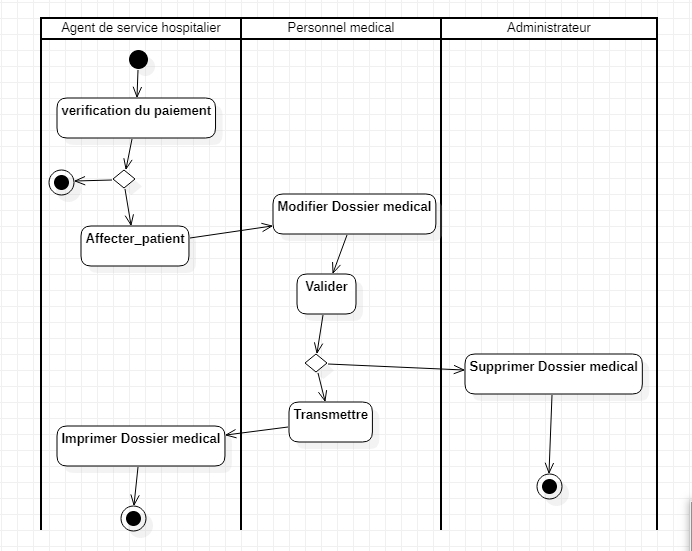 Agent de service hospitalier
Personnel medical
Administrateur
verification du paiement
Affecter_patient
Modifier Dossier medical
Valider
Supprimer Dossier medical
Transmettre
Imprimer Dossier medical